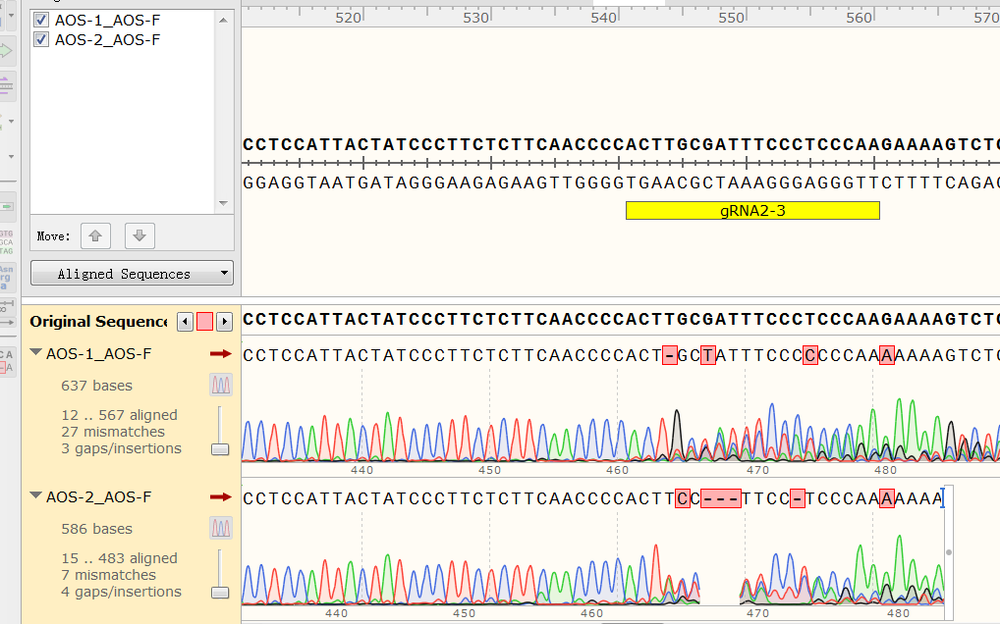 AOS-1_AOS-F
AOS-2_AOS-F
Move:
Aligned Sequences
520 530 540 550 560 570
CCTCCATTACTATCCCTTCTCTTCAACCCCACTTGCGATTTCCCTCCCAAGAAAAGTCTC
GGAGGTAATGATAGGGAAGAGAAGTTGGGGTGAACGCTAAAGGGAGGGTTCTTTTCAGAG
gRNA2-3
Original Sequence CCTCCATTACTATCCCTTCTCTTCAACCCCACTTGCGATTTCCCTCCCAAGAAAAGTCTC
AOS-1_AOS-F CCTCCATTACTATCCCTTCTCTTCAACCCCACT-GCTATTTCCCCCCCAAAAAAAGTCTC
637 bases
12 .. 567 aligned
27 mismatches
3 gaps/insertions
440 450 460 470 480
AOS-2_AOS-F CCTCCATTACTATCCCTTCTCTTCAACCCCACTTCC---TTCC-TCCCAAAAAAA
586 bases
15 .. 483 aligned
7 mismatches
4 gaps/insertions
440 450 460 470 480